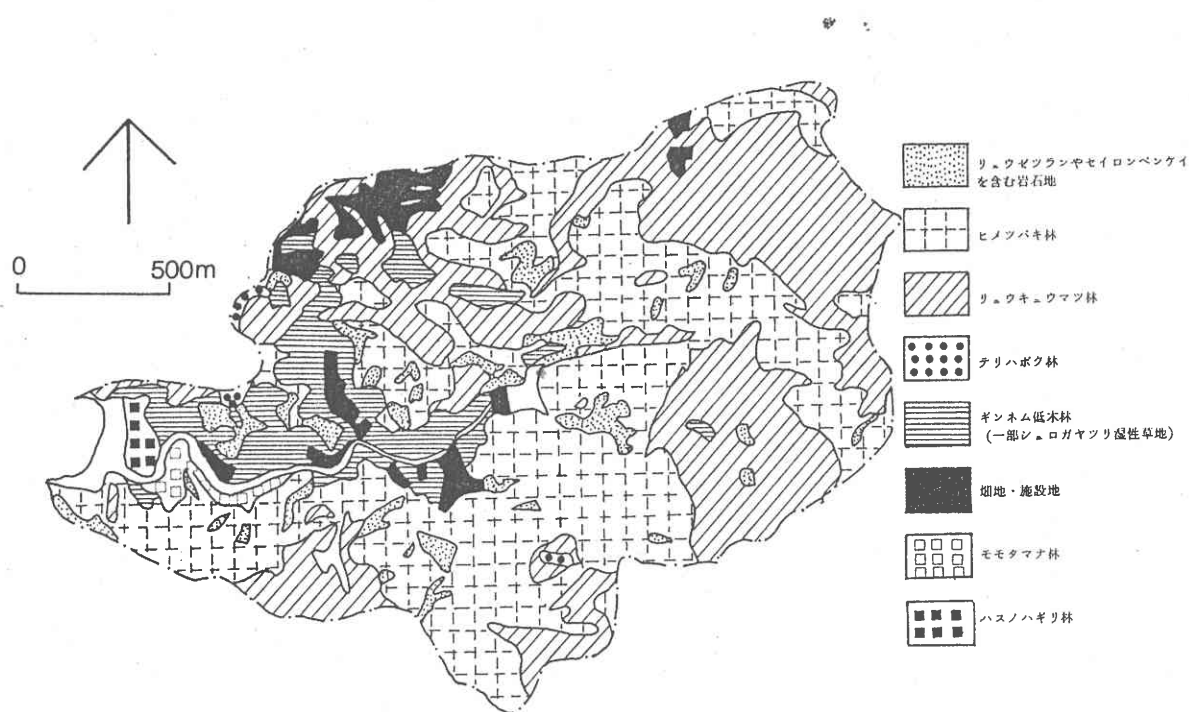 0 500m
リュウゼツランやセイロンベンケイ
を含む岩石地
ヒメツバキ林
リュウキュウマツ林
テリハボク林
ギンネム低木林
(一部シュロガヤツリ湿性草地)
畑地・施設地
モモタマナ林
ハスノハギリ林